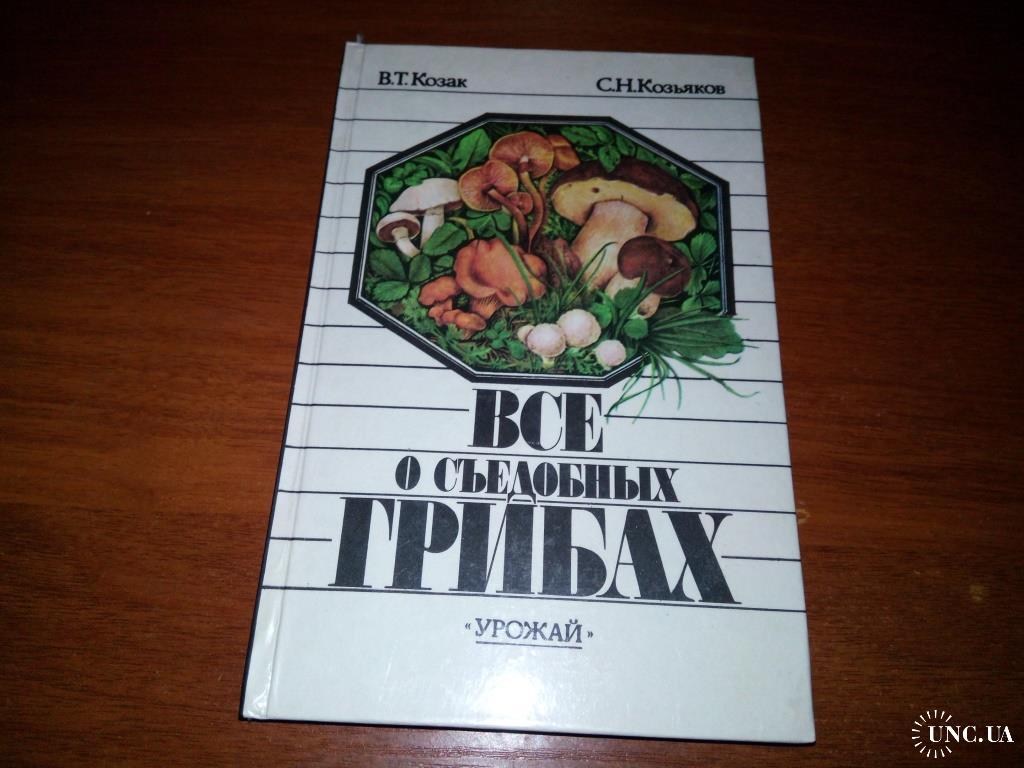 В.Т. Козак
С.Н. Козьяков
ВСЕ
О СЪЕДОБНЫХ
ГРИБАХ
«УРОЖАЙ»
UNC.UA